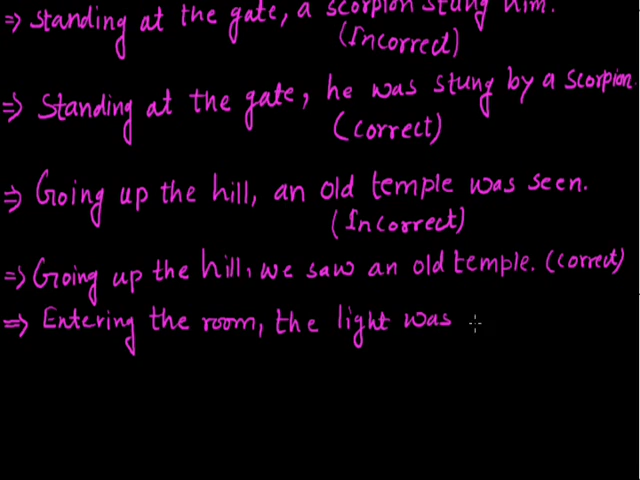 ⇒ Standing at the gate, a scorpion stung him.
(Incorrect)
⇒ Standing at the gate, he was stung by a scorpion.
(correct)
⇒ Going up the hill, an old temple was seen.
(Incorrect)
⇒ Going up the hill, we saw an old temple. (correct)
⇒ Entering the room, the light was